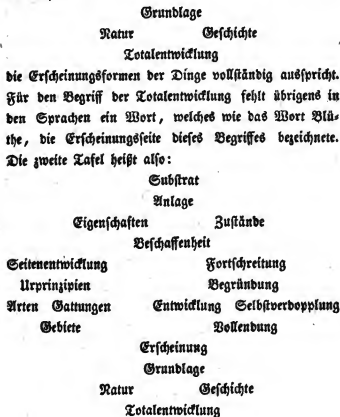 Grundlage
Natur Geschichte
Totalentwicklung
die Erscheinungsformen der Dinge vollständig ausspricht.
Für den Begriff der Totalentwicklung fehlt übrigens in
den Sprachen ein Wort, welches wie das Wort Blü-
the, die Erscheinungsseite dieses Begriffes bezeichnete.
Die zweite Tafel heißt also:
Substrat
Anlage
Eigenschaften Zustände
Beschaffenheit
Seitenentwicklung Fortschreitung
Urprinzipien Begründung
Arten Gattungen Entwicklung Selbstverdopplung
Gebiete Vollendung
Erscheinung
Grundlage
Natur Geschichte
Totalentwicklung